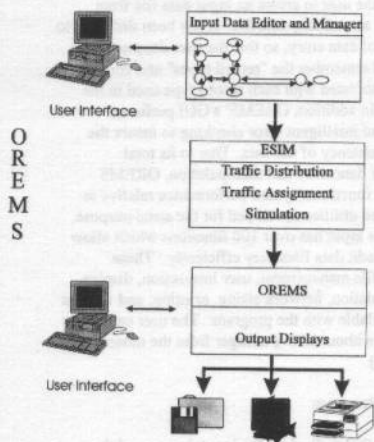 Input Data Editor and Manager
User Interface
O
R
E
M
S
ESIM
Traffic Distribution
Traffic Assignment
Simulation
OREMS
Output Displays
User Interface